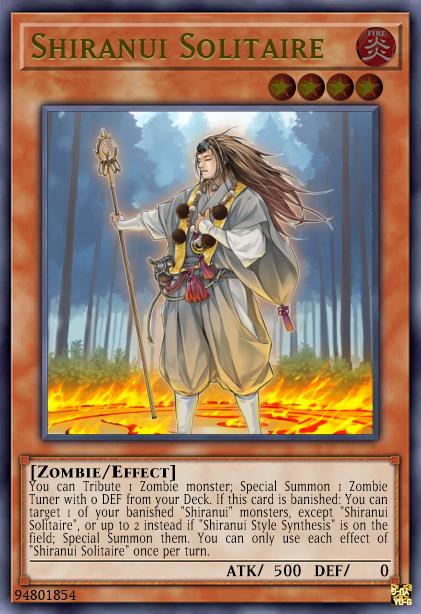 Shiranui Solitaire
FIRE
炎
[Zombie/Effect]
You can Tribute 1 Zombie monster; Special Summon 1 Zombie
Tuner with 0 DEF from your Deck. If this card is banished: You can
target 1 of your banished "Shiranui" monsters, except "Shiranui
Solitaire", or up to 2 instead if "Shiranui Style Synthesis" is on the
field; Special Summon them. You can only use each effect of
"Shiranui Solitaire" once per turn.
ATK/ 500 DEF/ 0
94801854